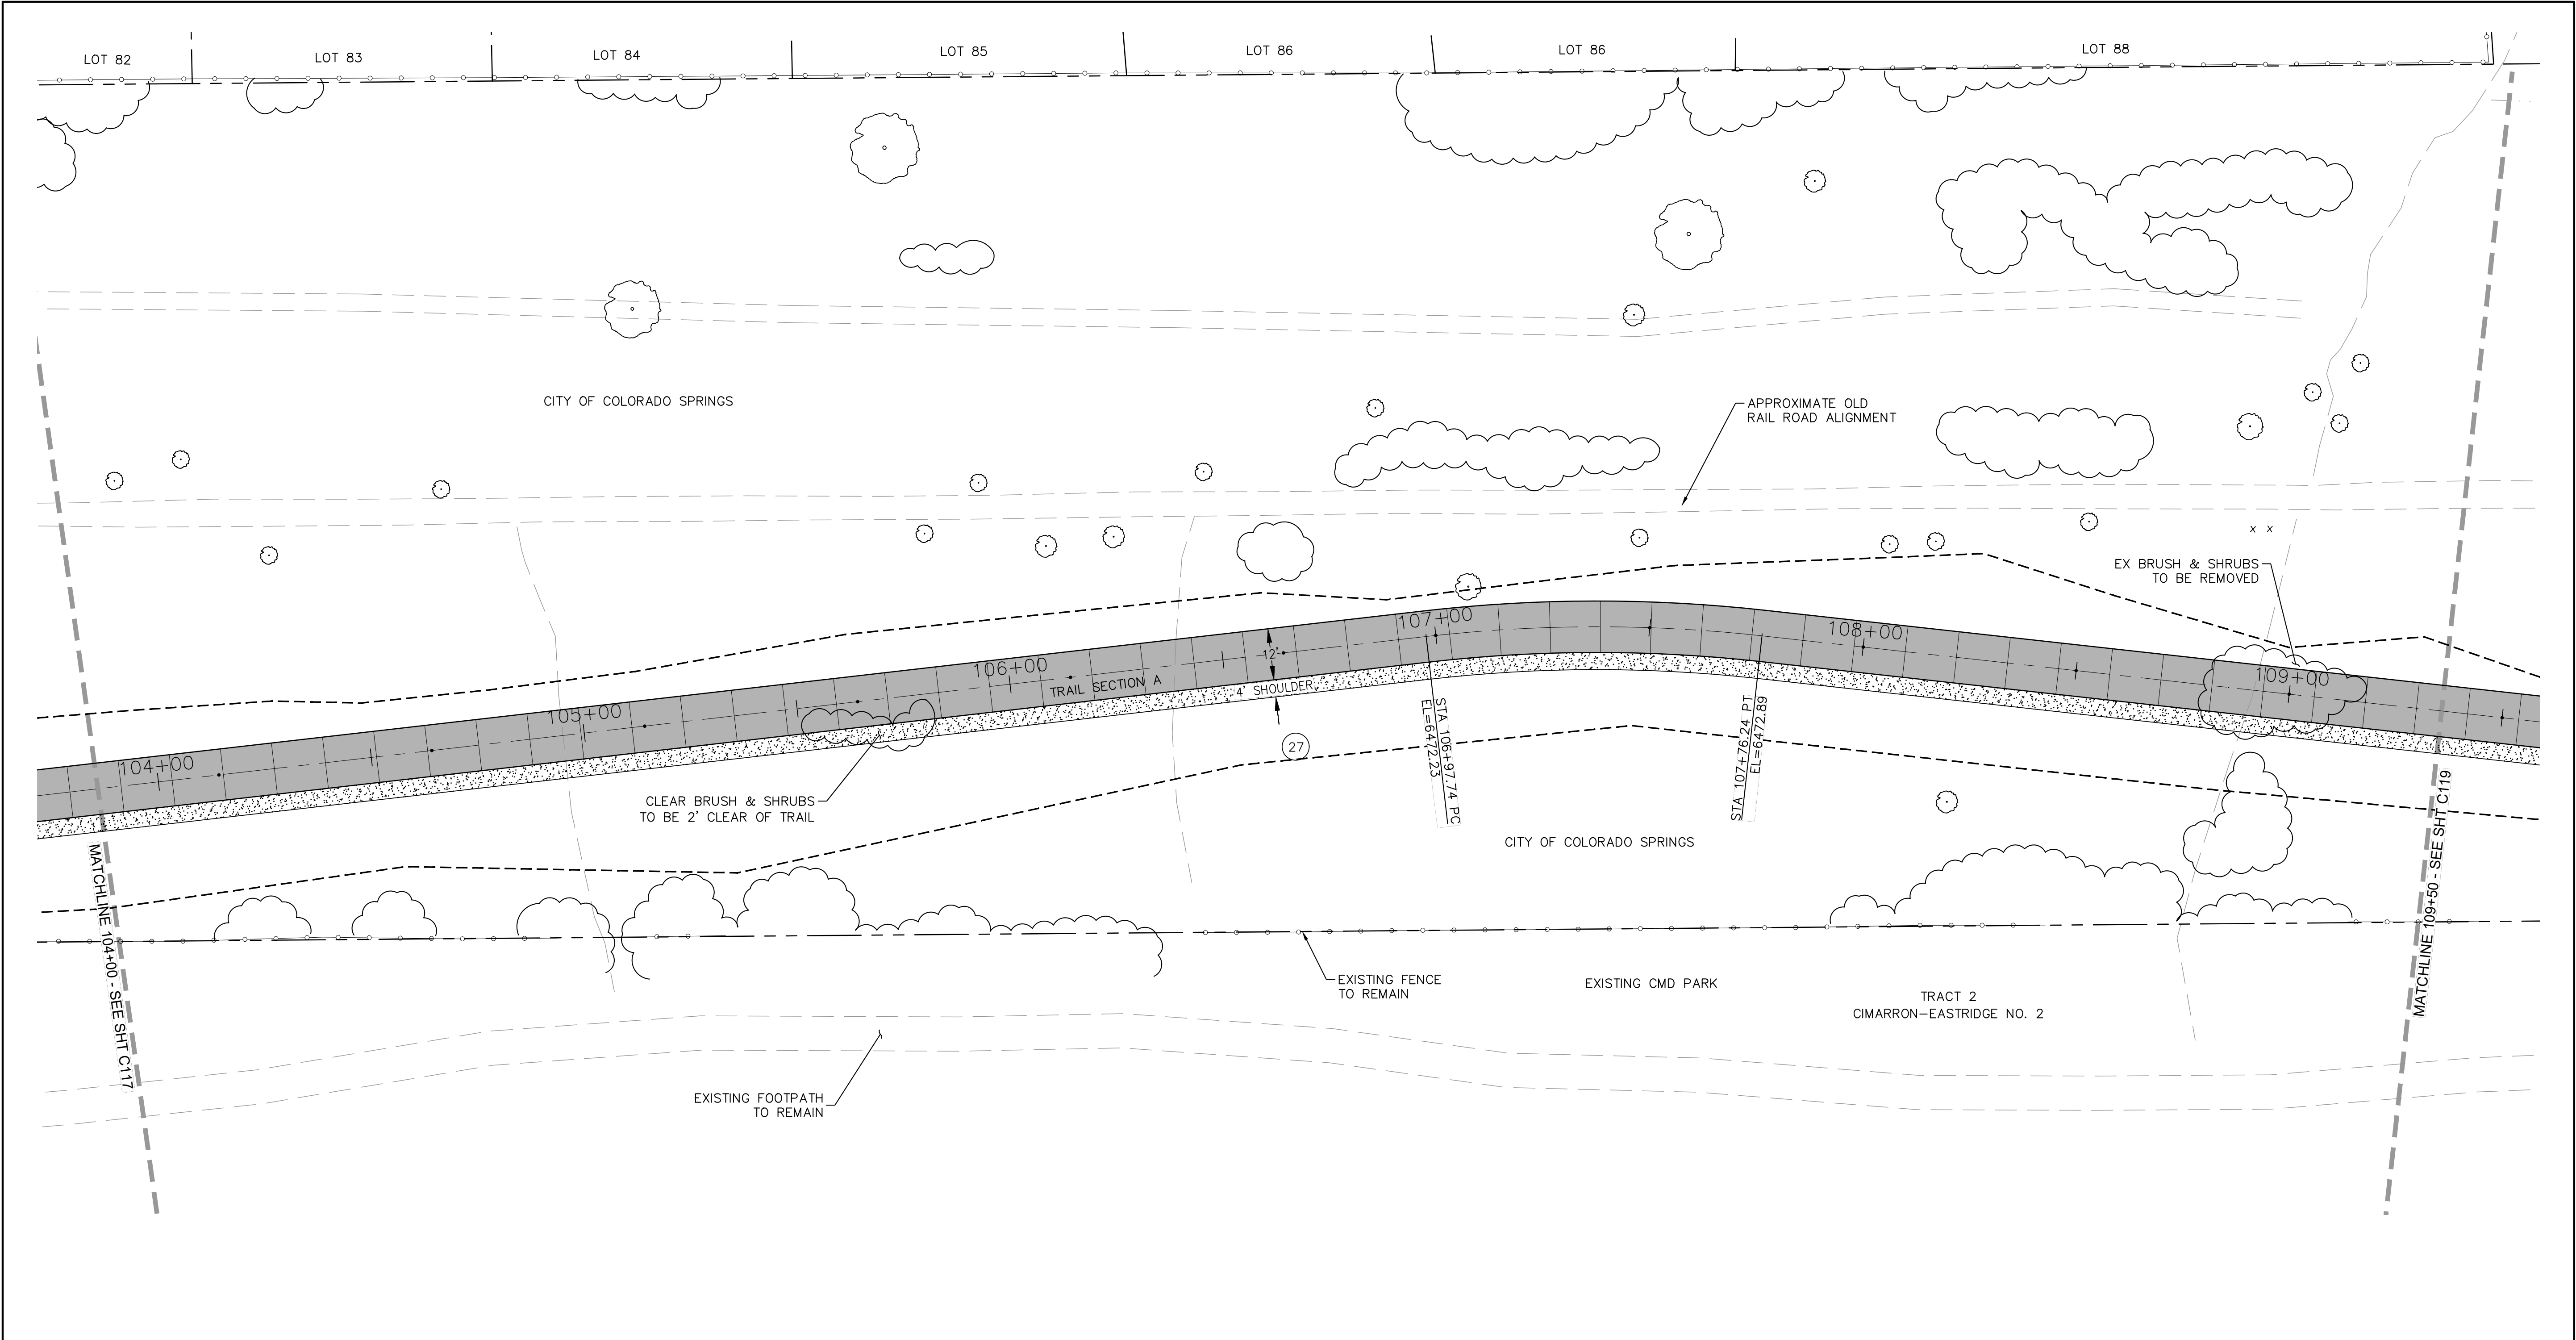 LOT 82
LOT 83
LOT 84
LOT 85
LOT 86
LOT 86
LOT 88
CITY OF COLORADO SPRINGS
APPROXIMATE OLD
RAIL ROAD ALIGNMENT
x x
EX BRUSH & SHRUBS
TO BE REMOVED
104+00
105+00
106+00
107+00
108+00
109+00
12'
TRAIL SECTION A
4' SHOULDER
27
STA 106+97.74 PC
EL=6472.23
STA 107+76.24 PT
EL=6472.89
CLEAR BRUSH & SHRUBS
TO BE 2' CLEAR OF TRAIL
CITY OF COLORADO SPRINGS
MATCHLINE 104+00 - SEE SHT C117
MATCHLINE 109+50 - SEE SHT C119
EXISTING FENCE
TO REMAIN
EXISTING CMD PARK
TRACT 2
CIMARRON-EASTRIDGE NO. 2
EXISTING FOOTPATH
TO REMAIN